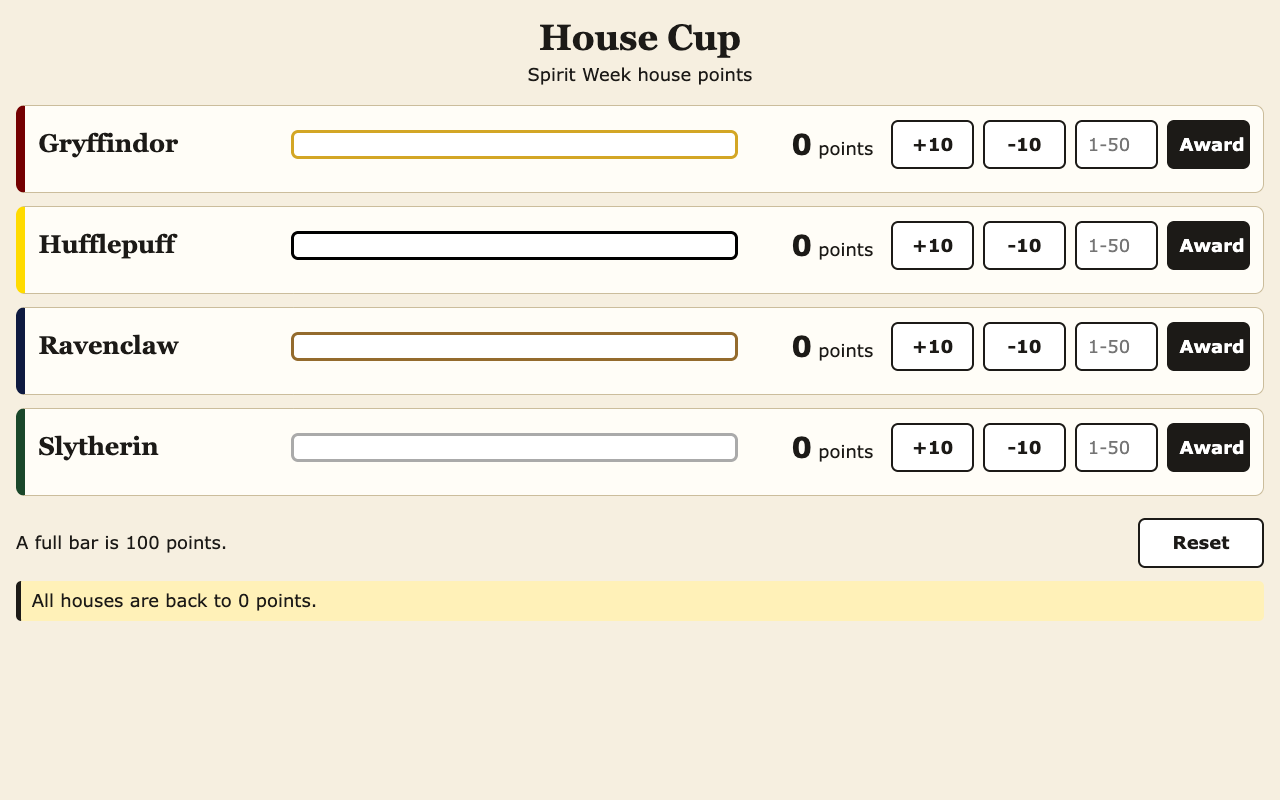 House Cup
Spirit Week house points
Gryffindor 0 points +10 -10 1-50 Award
Hufflepuff 0 points +10 -10 1-50 Award
Ravenclaw 0 points +10 -10 1-50 Award
Slytherin 0 points +10 -10 1-50 Award
A full bar is 100 points. Reset
All houses are back to 0 points.